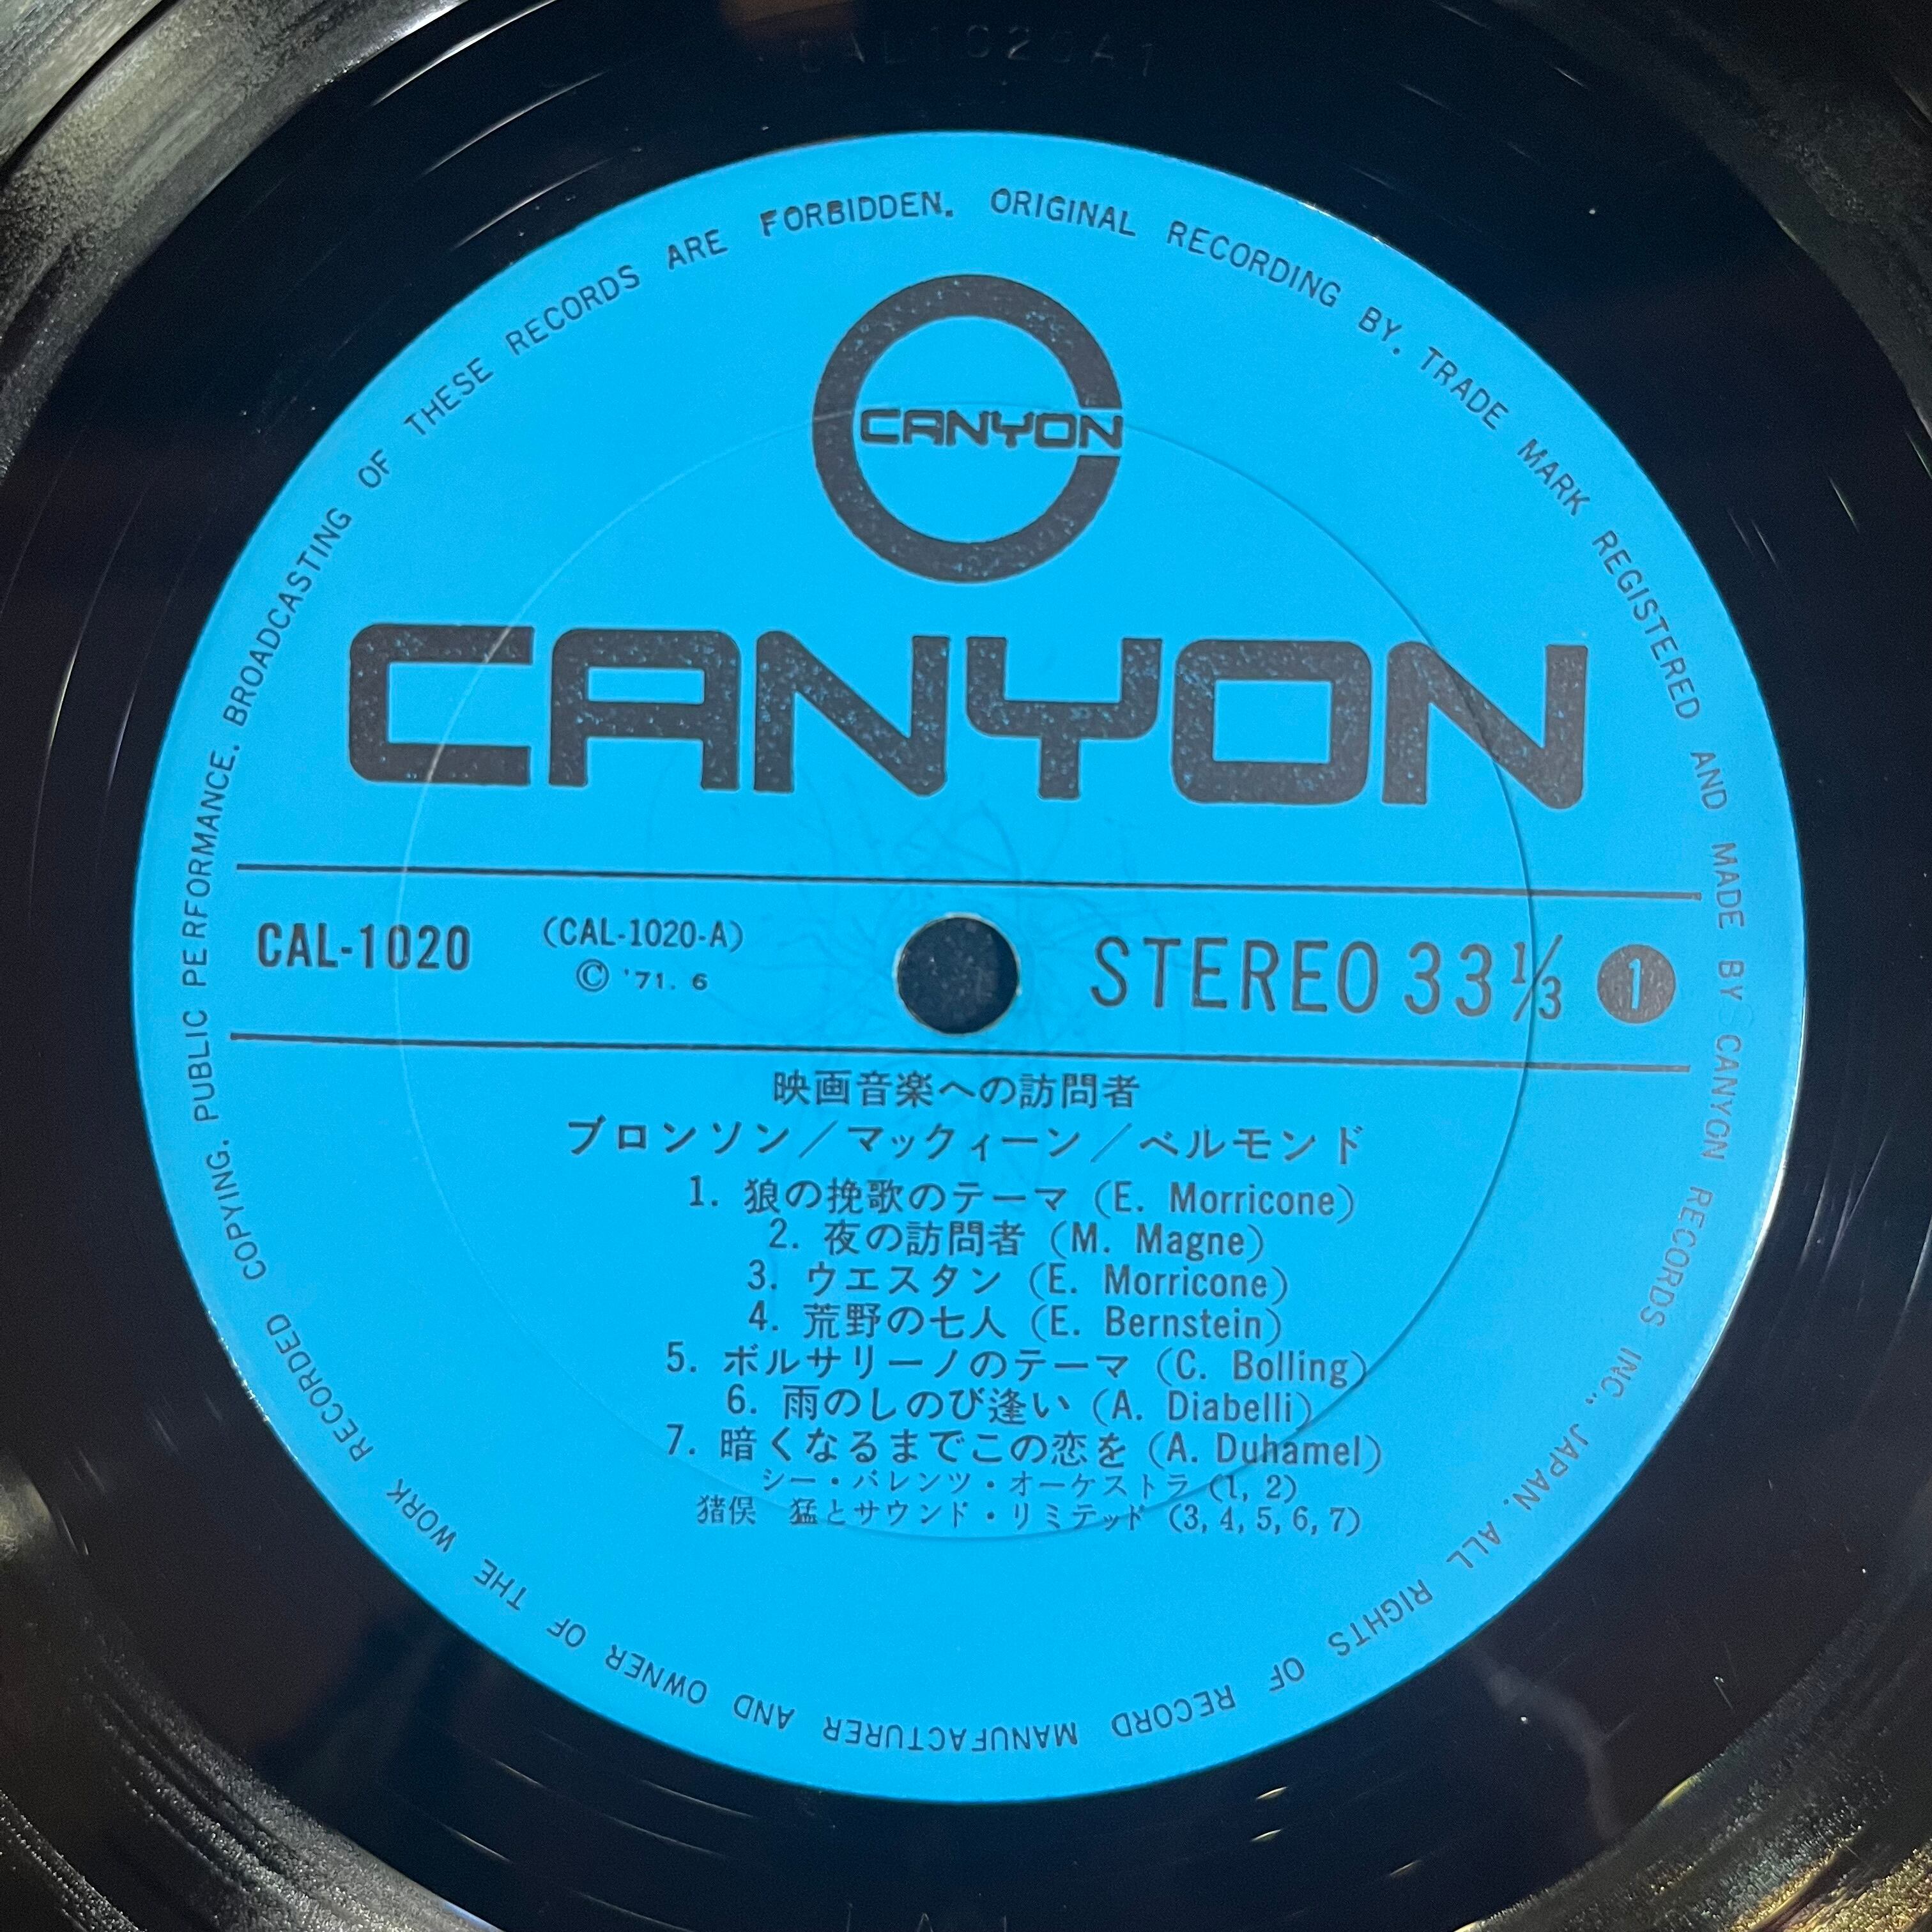 CAL1020A1
COPYING. PUBLIC PERFORMANCE. BROADCASTING OF THESE RECORDS ARE FORBIDDEN. ORIGINAL RECORDING BY. TRADE MARK REGISTERED AND MADE BY CANYON RECORDS INC., JAPAN. ALL RIGHTS OF RECORD MANUFACTURER AND OWNER OF THE WORK RECORDED
CANYON
CANYON
CAL-1020 (CAL-1020-A) STEREO 33⅓ 1
© '71. 6
映画音楽への訪問者
ブロンソン／マックィーン／ベルモンド
1. 狼の挽歌のテーマ (E. Morricone)
2. 夜の訪問者 (M. Magne)
3. ウエスタン (E. Morricone)
4. 荒野の七人 (E. Bernstein)
5. ボルサリーノのテーマ (C. Bolling)
6. 雨のしのび逢い (A. Diabelli)
7. 暗くなるまでこの恋を (A. Duhamel)
シー・バレンツ・オーケストラ (1, 2)
猪俣 猛とサウンド・リミテッド (3, 4, 5, 6, 7)